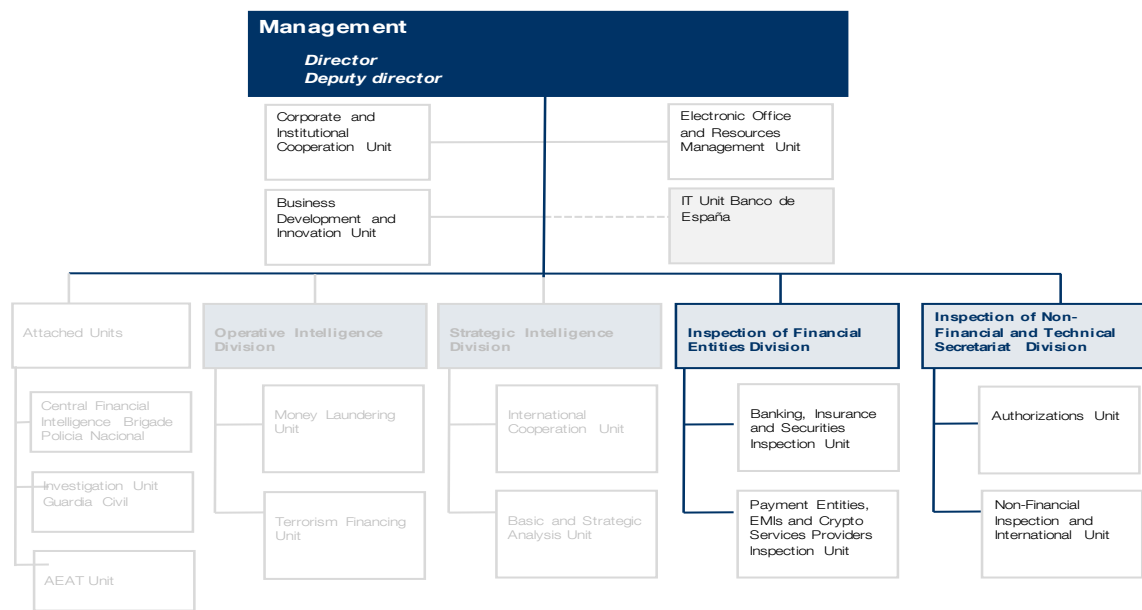 Management
Director
Deputy director
Corporate and
Institutional
Cooperation Unit
Electronic Office
and Resources
Management Unit
Business
Development and
Innovation Unit
IT Unit Banco de
España
Attached Units
Operative Intelligence
Division
Strategic Intelligence
Division
Inspection of Financial
Entities Division
Inspection of Non-
Financial and Technical
Secretariat Division
Central Financial
Intelligence Brigade
Policia Nacional
Money Laundering
Unit
International
Cooperation Unit
Banking, Insurance
and Securities
Inspection Unit
Authorizations Unit
Investigation Unit
Guardia Civil
Terrorism Financing
Unit
Basic and Strategic
Analysis Unit
Payment Entities,
EMIs and Crypto
Services Providers
Inspection Unit
Non-Financial
Inspection and
International Unit
AEAT Unit